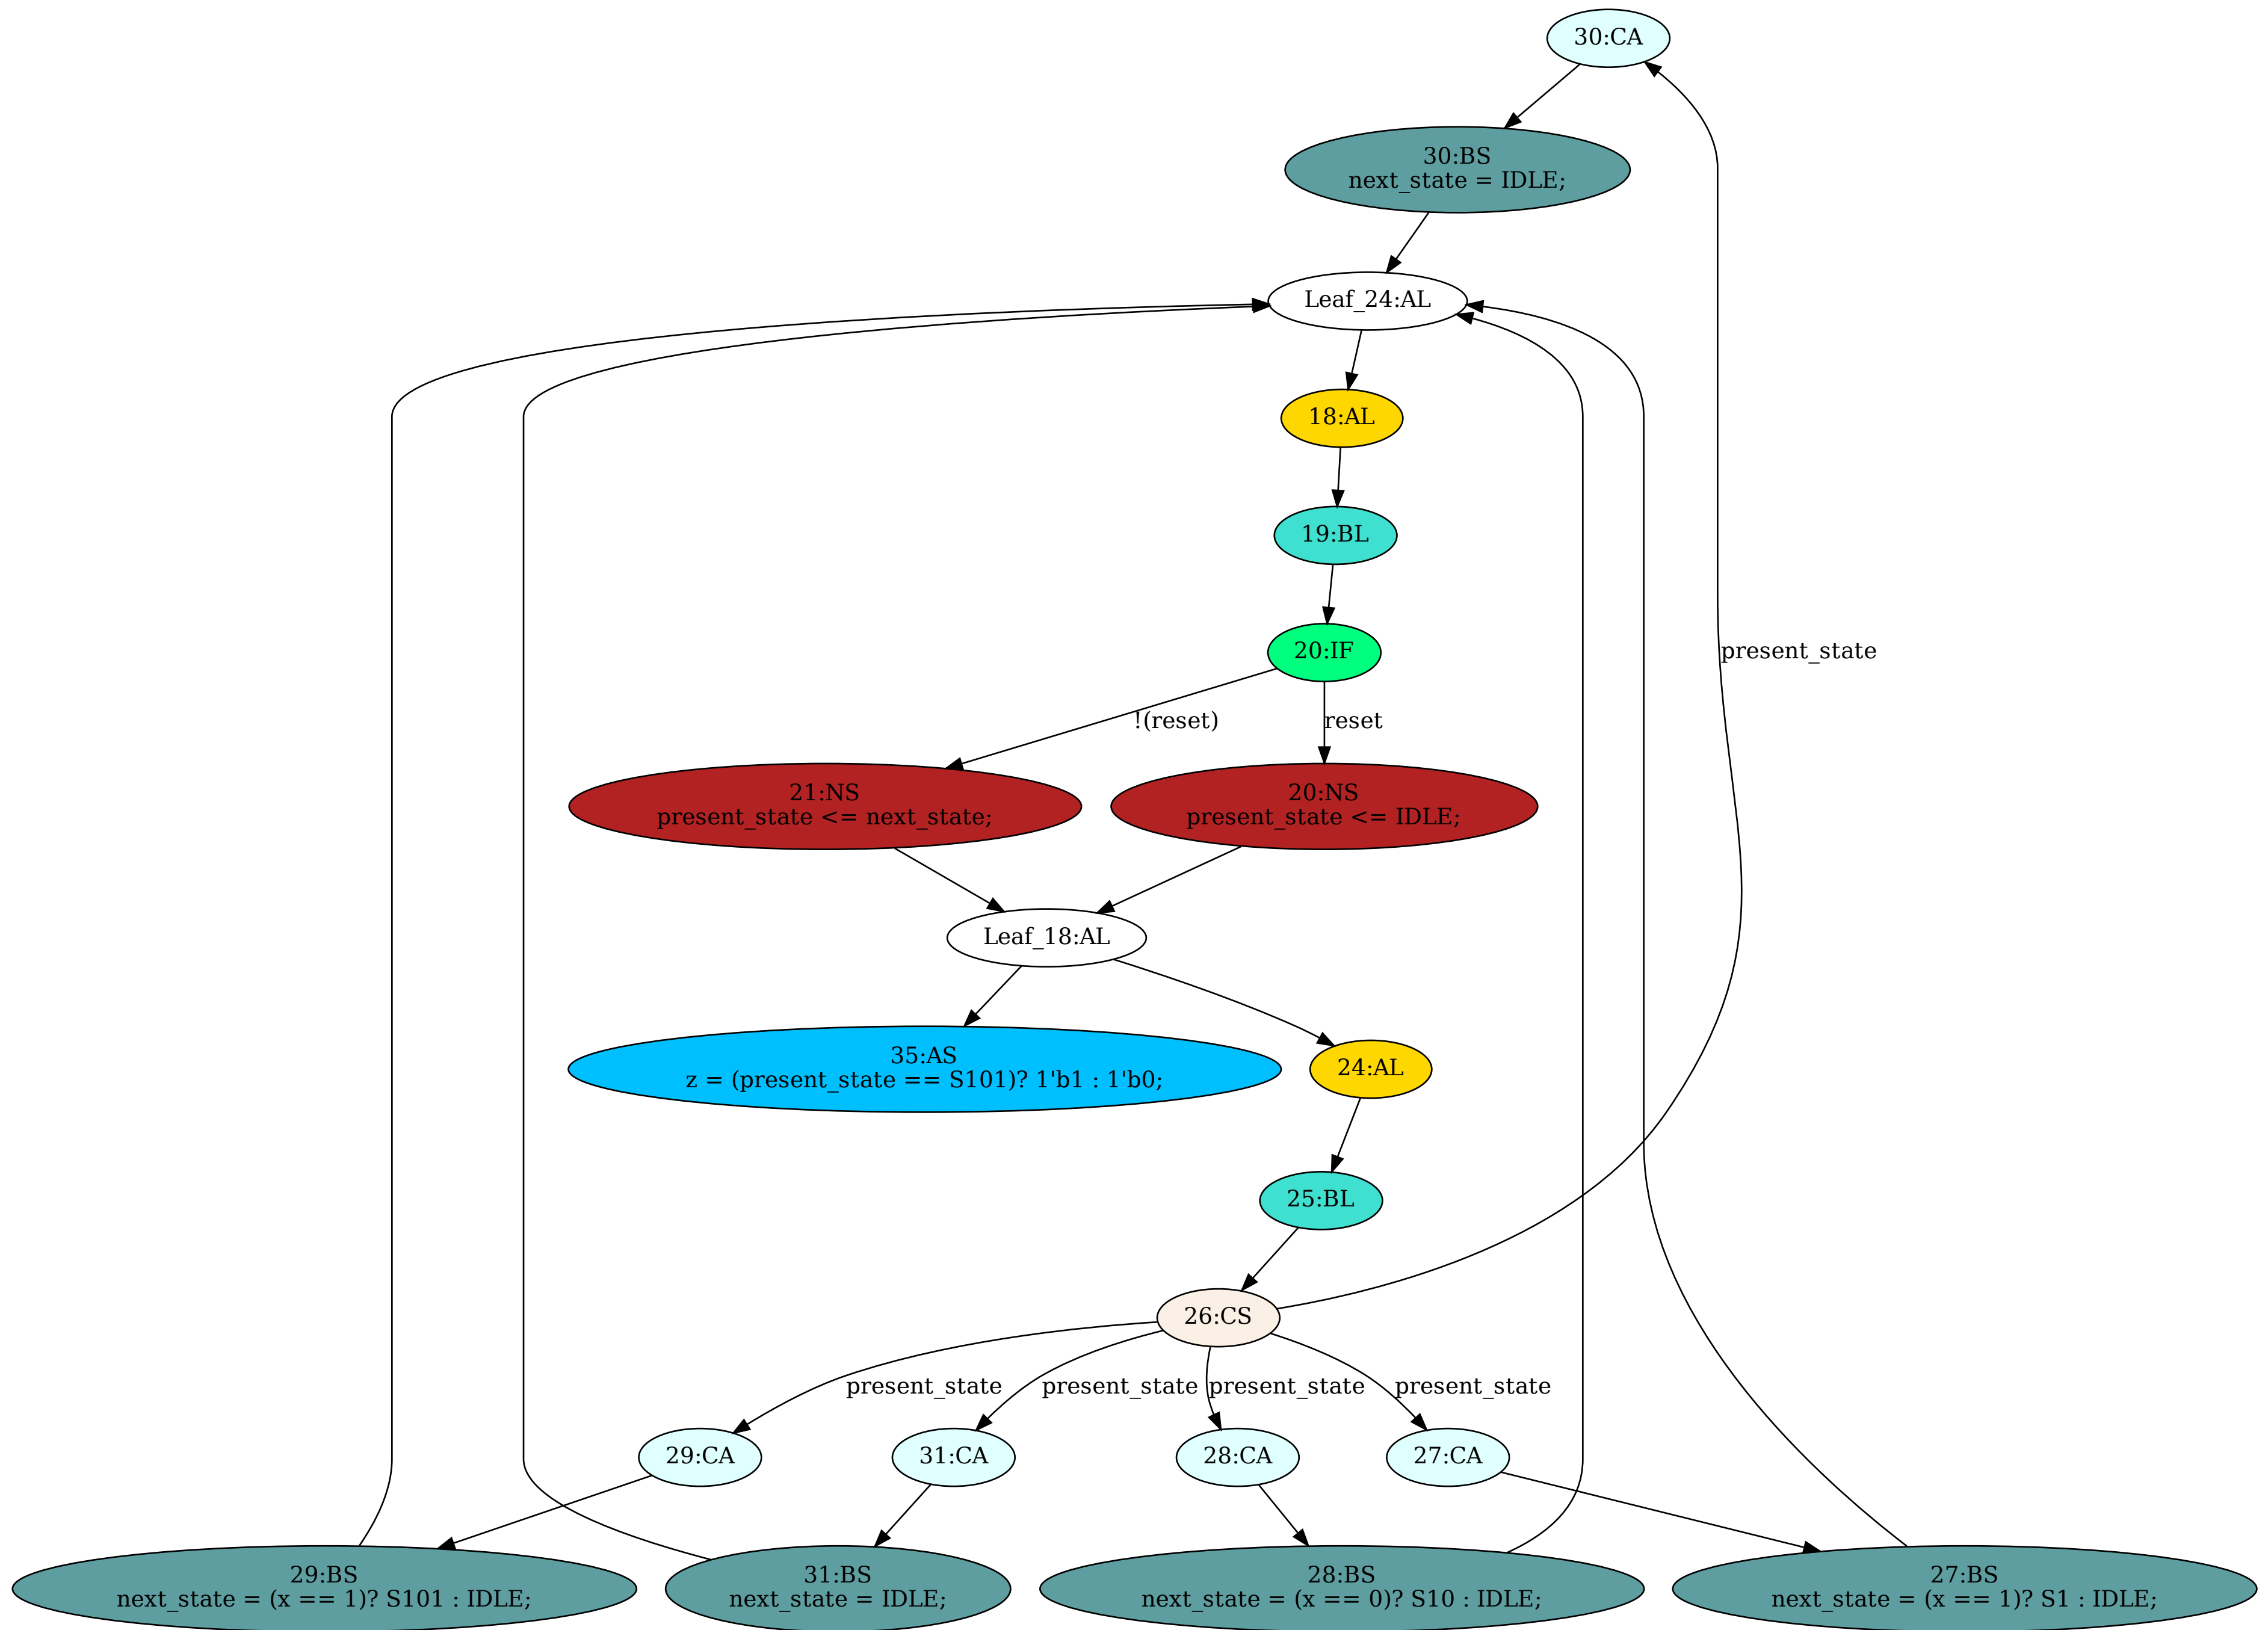 30:CA
30:BS
next_state = IDLE;
Leaf_24:AL
18:AL
19:BL
20:IF
present_state
!(reset)
reset
21:NS
present_state <= next_state;
20:NS
present_state <= IDLE;
Leaf_18:AL
35:AS
z = (present_state == S101)? 1'b1 : 1'b0;
24:AL
25:BL
26:CS
present_state
present_state
present_state
present_state
29:CA
31:CA
28:CA
27:CA
29:BS
next_state = (x == 1)? S101 : IDLE;
31:BS
next_state = IDLE;
28:BS
next_state = (x == 0)? S10 : IDLE;
27:BS
next_state = (x == 1)? S1 : IDLE;